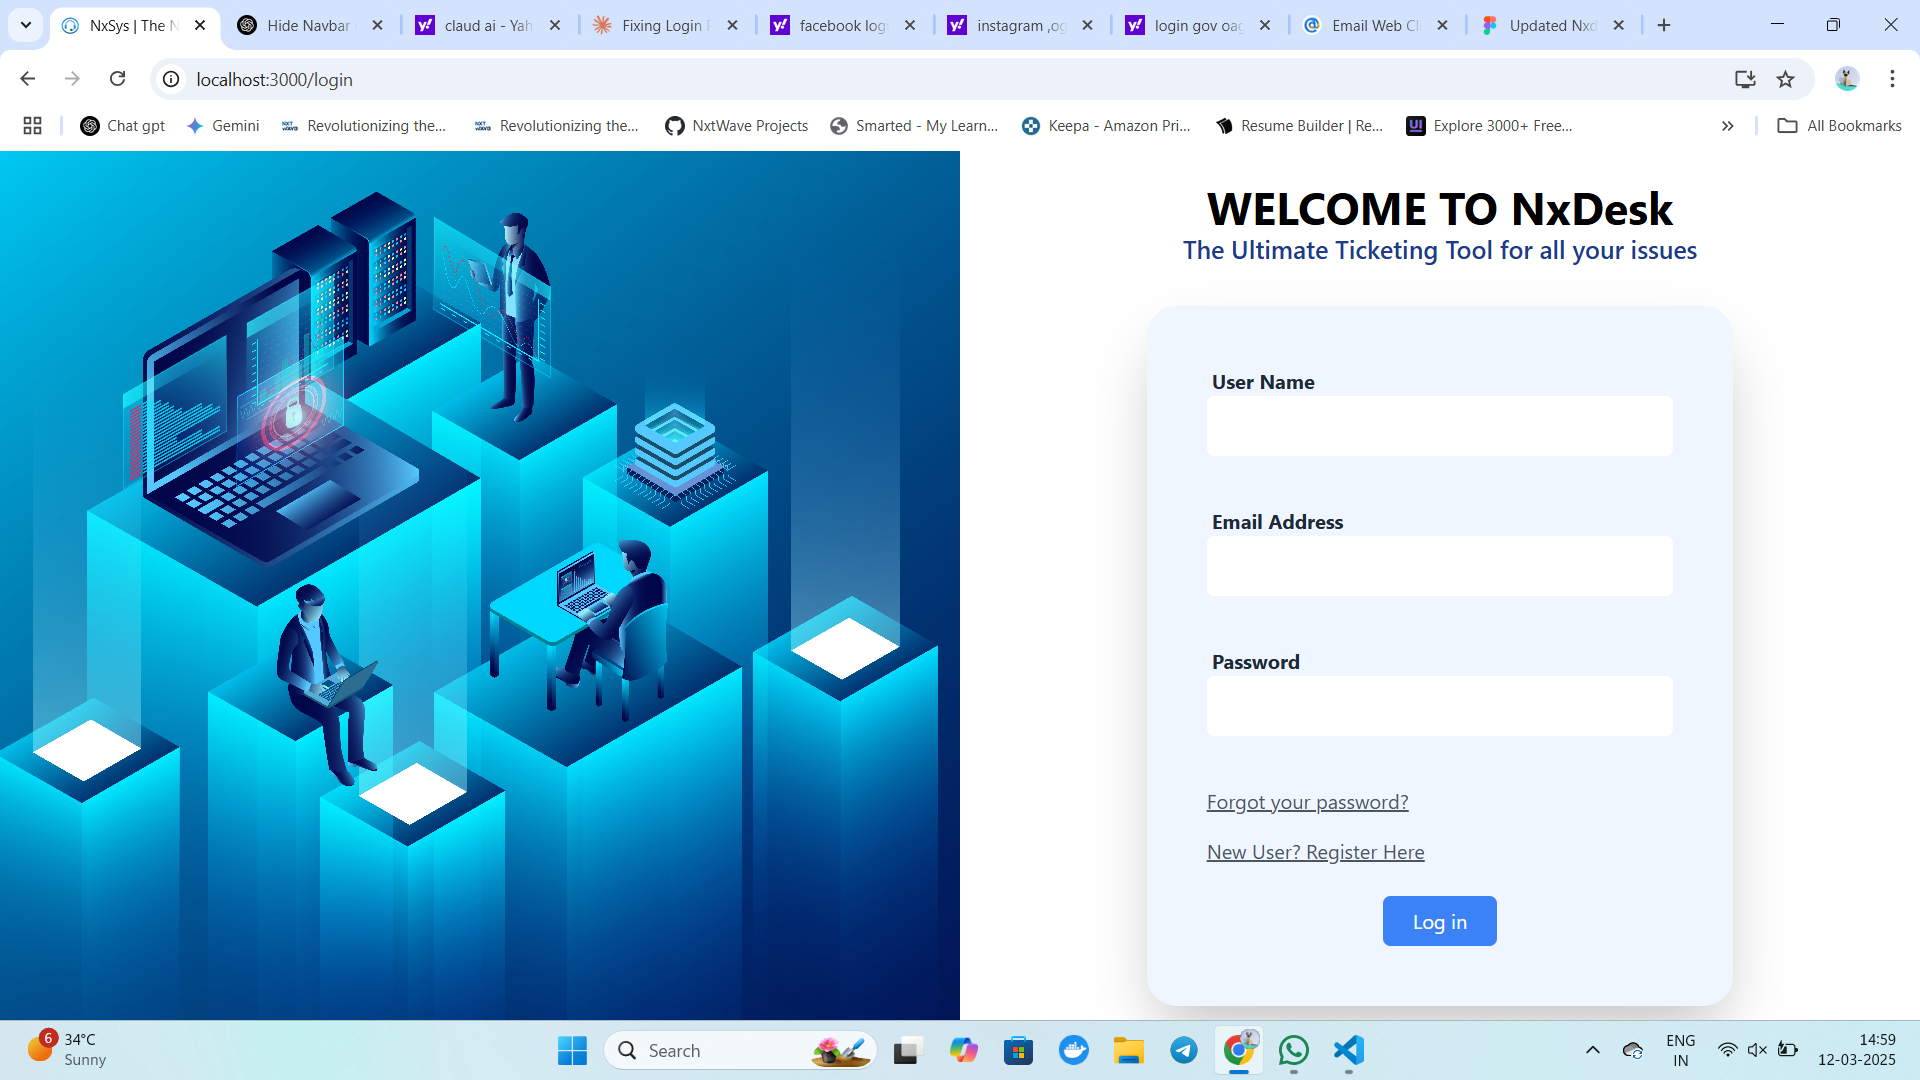 NxSys | The N
Hide Navbar
claud ai - Yah
Fixing Login P
facebook logi
instagram ,og
login gov oag
Email Web Cli
Updated Nxd
localhost:3000/login
Chat gpt
Gemini
Revolutionizing the...
Revolutionizing the...
NxtWave Projects
Smarted - My Learn...
Keepa - Amazon Pri...
Resume Builder | Re...
Explore 3000+ Free...
All Bookmarks
WELCOME TO NxDesk
The Ultimate Ticketing Tool for all your issues
User Name
Email Address
Password
Forgot your password?
New User? Register Here
Log in
6
34°C
Sunny
Search
ENG
IN
14:59
12-03-2025